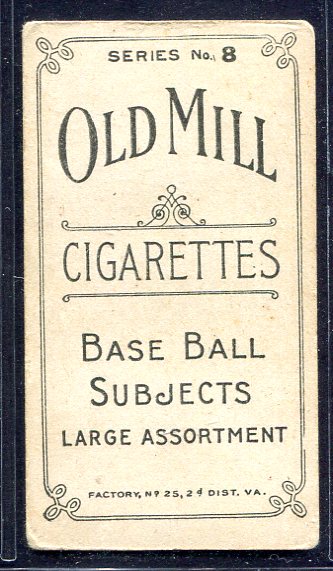 SERIES No. 8
OLD MILL
CIGARETTES
BASE BALL
SUBJECTS
LARGE ASSORTMENT
FACTORY, Nº 25, 2ᵈ DIST. VA.